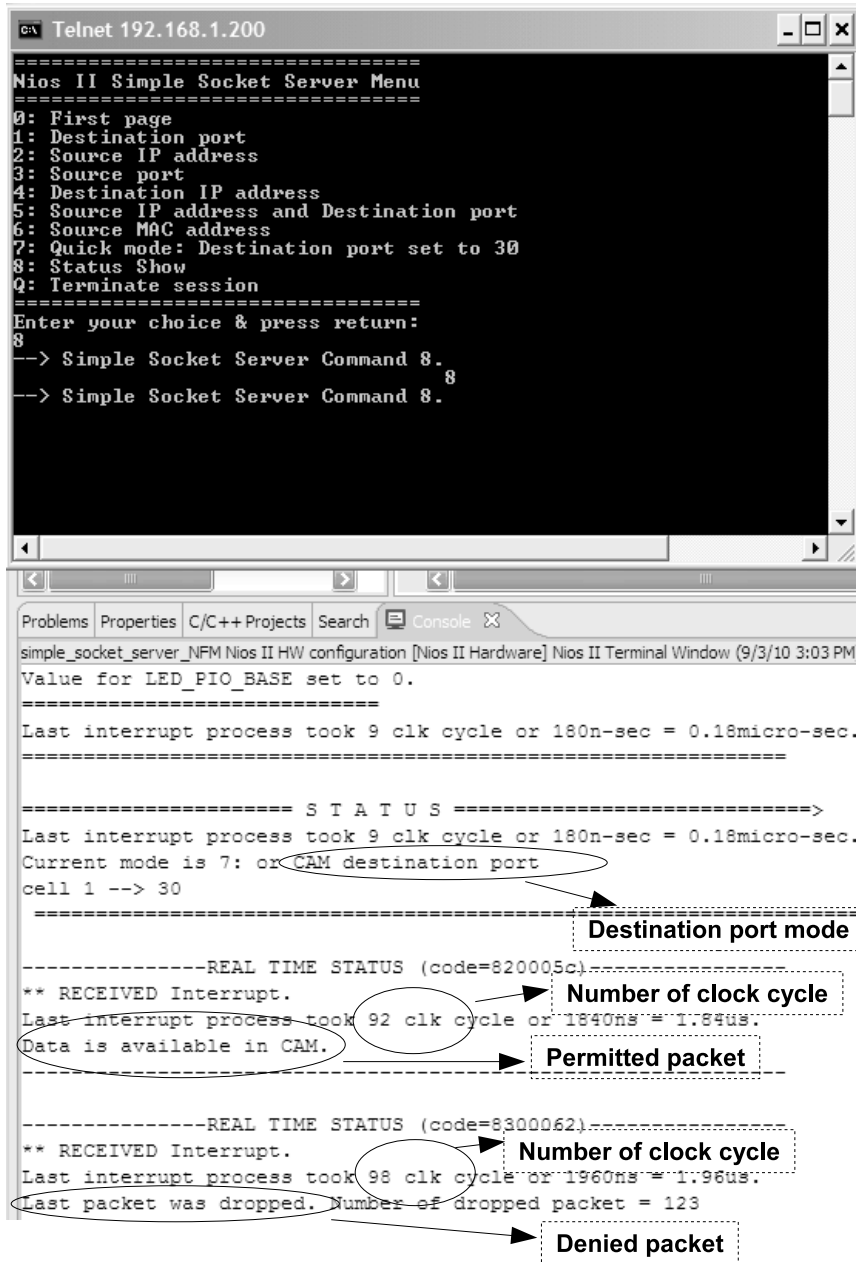 Telnet 192.168.1.200
=================================
Nios II Simple Socket Server Menu
=================================
0: First page
1: Destination port
2: Source IP address
3: Source port
4: Destination IP address
5: Source IP address and Destination port
6: Source MAC address
7: Quick mode: Destination port set to 30
8: Status Show
Q: Terminate session
=================================
Enter your choice & press return:
8
--> Simple Socket Server Command 8.
8
--> Simple Socket Server Command 8.
Problems Properties C/C++ Projects Search Console
simple_socket_server_NFM Nios II HW configuration [Nios II Hardware] Nios II Terminal Window (9/3/10 3:03 PM
Value for LED_PIO_BASE set to 0.
=============================
Last interrupt process took 9 clk cycle or 180n-sec = 0.18micro-sec.
==============================================================
====================== S T A T U S =============================>
Last interrupt process took 9 clk cycle or 180n-sec = 0.18micro-sec.
Current mode is 7: or CAM destination port
cell 1 --> 30
===================================================================
Destination port mode
---------------REAL TIME STATUS (code=820005c)----------------
** RECEIVED Interrupt.
Number of clock cycle
Last interrupt process took 92 clk cycle or 1840ns = 1.84us.
Data is available in CAM.
Permitted packet
--------------------------------------------------------------
---------------REAL TIME STATUS (code=8300062)----------------
** RECEIVED Interrupt.
Number of clock cycle
Last interrupt process took 98 clk cycle or 1960ns = 1.96us.
Last packet was dropped. Number of dropped packet = 123
Denied packet